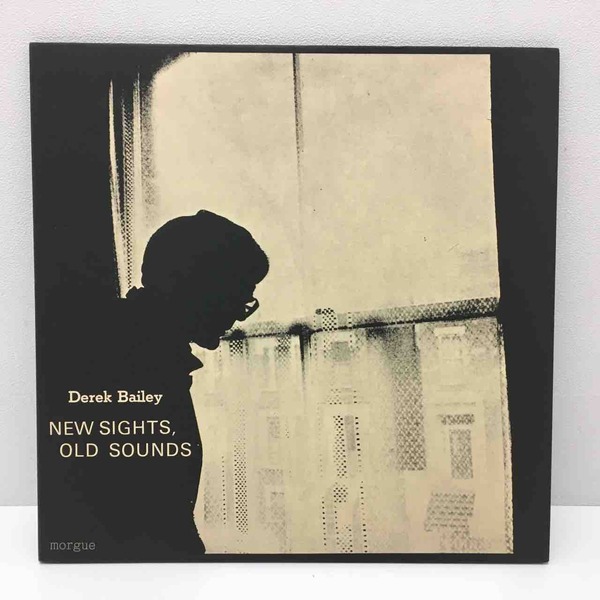 Derek Bailey
NEW SIGHTS,
OLD SOUNDS
morgue